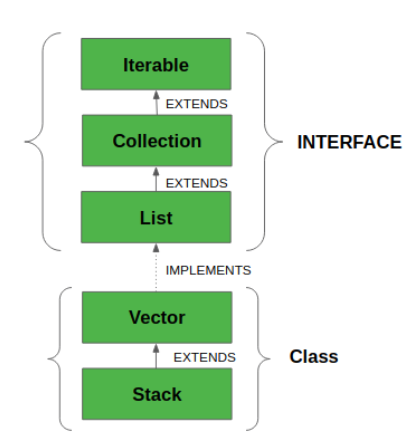 Iterable
EXTENDS
Collection
INTERFACE
EXTENDS
List
IMPLEMENTS
Vector
EXTENDS
Class
Stack